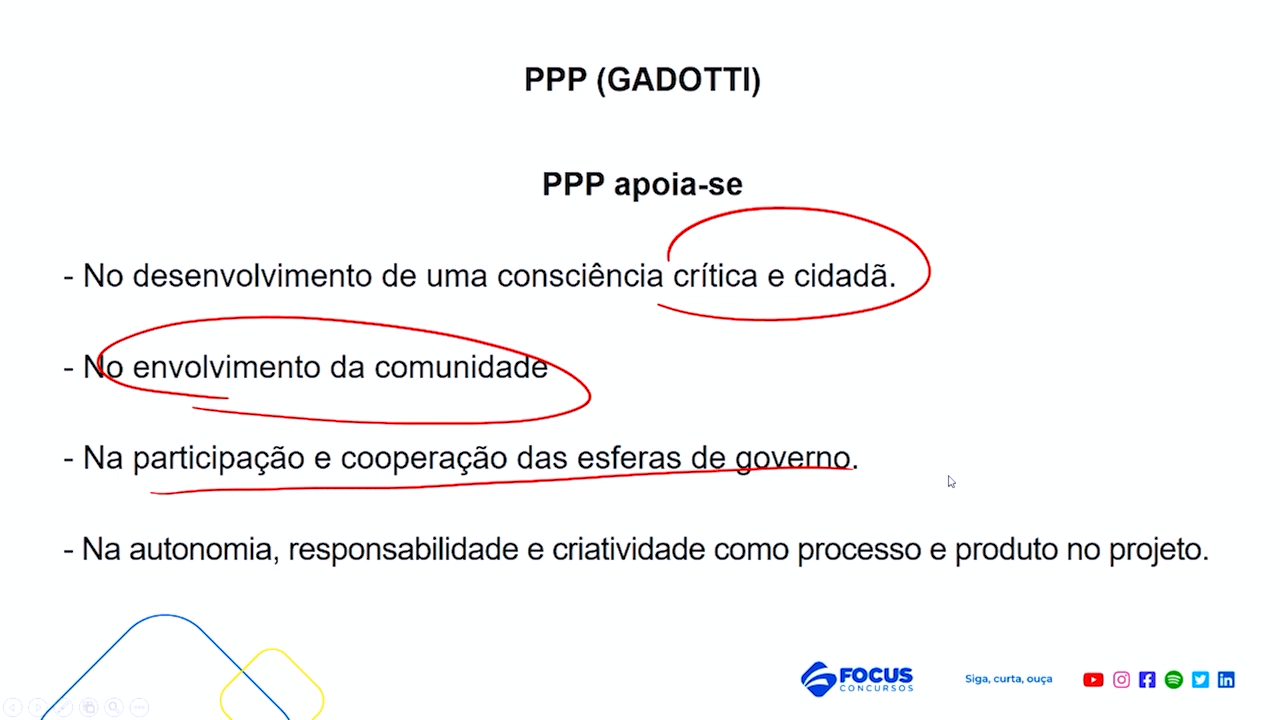 PPP (GADOTTI)
PPP apoia-se
- No desenvolvimento de uma consciência crítica e cidadã.
- No envolvimento da comunidade
- Na participação e cooperação das esferas de governo.
- Na autonomia, responsabilidade e criatividade como processo e produto no projeto.
FOCUS
CONCURSOS
Siga, curta, ouça